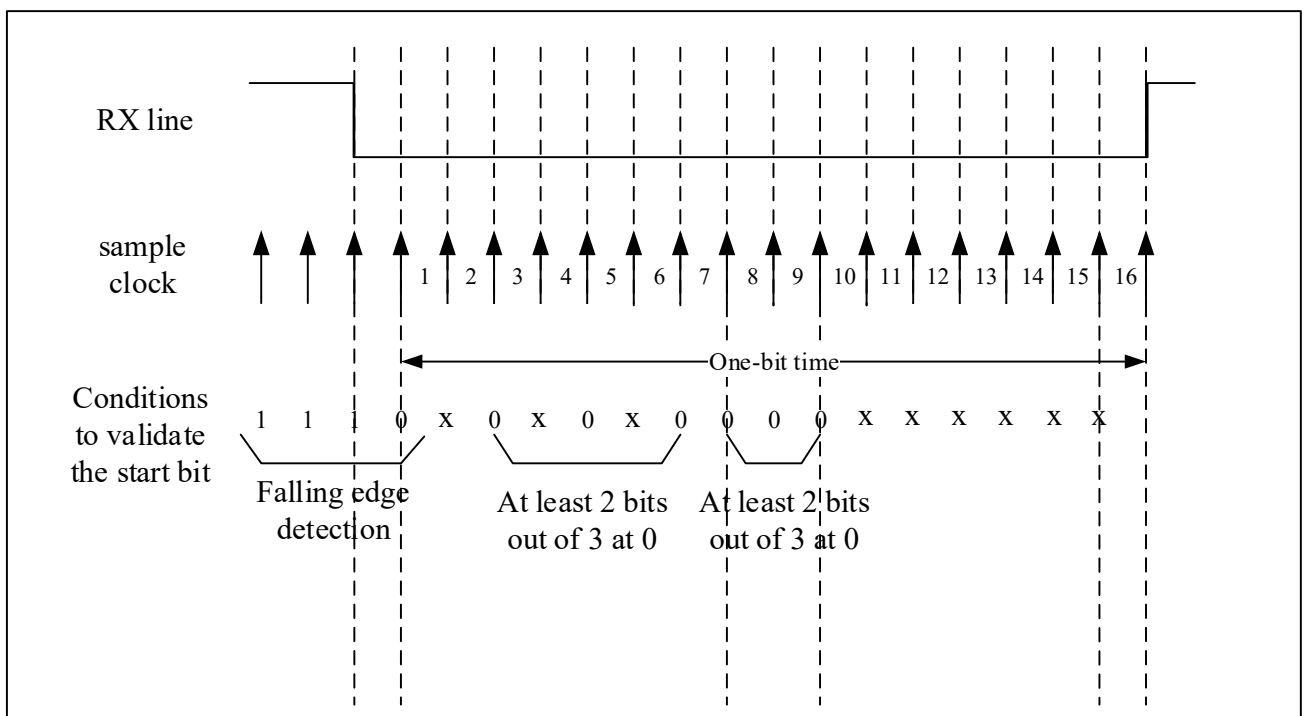 RX line
sample
clock
1 2 3 4 5 6 7 8 9 10 11 12 13 14 15 16
One-bit time
Conditions
to validate
the start bit
1 1 1 0 x 0 x 0 x 0 0 0 0 x x x x x x
Falling edge
detection
At least 2 bits
out of 3 at 0
At least 2 bits
out of 3 at 0